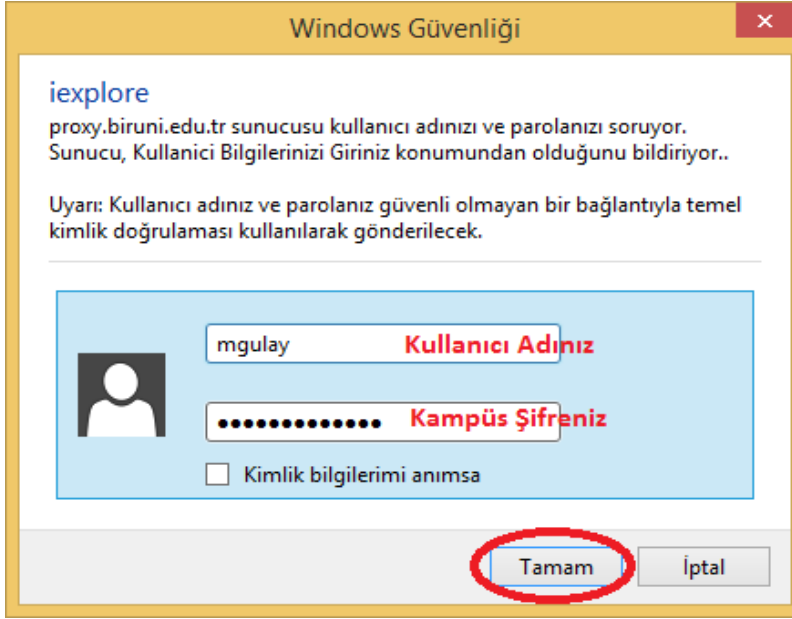 Windows Güvenliği
iexplore
proxy.biruni.edu.tr sunucusu kullanıcı adınızı ve parolanızı soruyor.
Sunucu, Kullanici Bilgilerinizi Giriniz konumundan olduğunu bildiriyor..
Uyarı: Kullanıcı adınız ve parolanız güvenli olmayan bir bağlantıyla temel
kimlik doğrulaması kullanılarak gönderilecek.
mgulay Kullanıcı Adınız
●●●●●●●●●●●●● Kampüs Şifreniz
Kimlik bilgilerimi anımsa
Tamam İptal